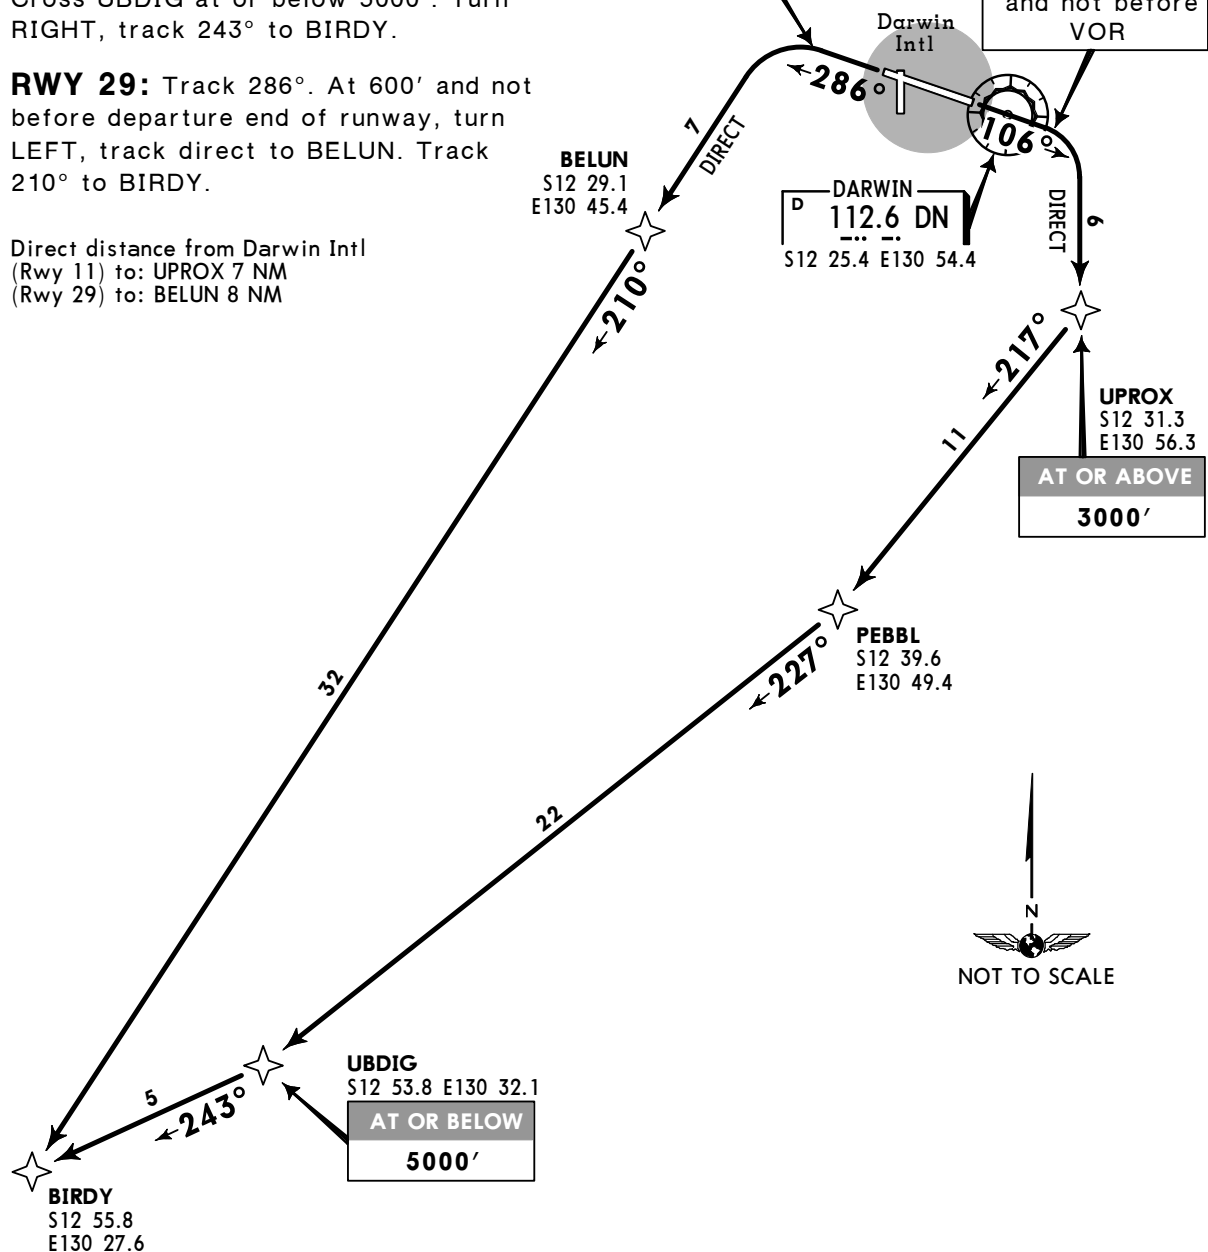 Cross UBDIG at or below 5000'. Turn
RIGHT, track 243° to BIRDY.
RWY 29: Track 286°. At 600' and not
before departure end of runway, turn
LEFT, track direct to BELUN. Track
210° to BIRDY.
Direct distance from Darwin Intl
(Rwy 11) to: UPROX 7 NM
(Rwy 29) to: BELUN 8 NM
and not before
VOR
Darwin
Intl
286°
106°
7
DIRECT
BELUN
S12 29.1
E130 45.4
D
DARWIN
112.6 DN
S12 25.4 E130 54.4
6
DIRECT
210°
217°
11
UPROX
S12 31.3
E130 56.3
AT OR ABOVE
3000'
PEBBL
S12 39.6
E130 49.4
227°
32
22
N
NOT TO SCALE
UBDIG
S12 53.8 E130 32.1
AT OR BELOW
5000'
5
243°
BIRDY
S12 55.8
E130 27.6